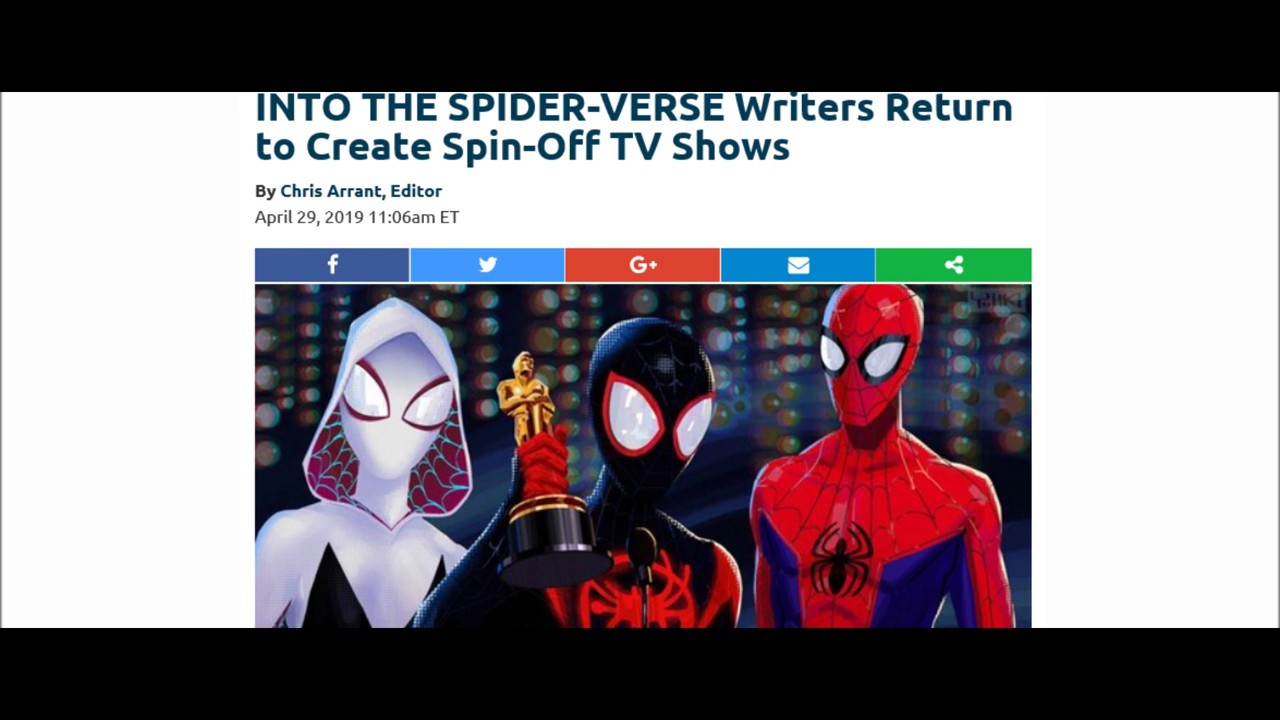 INTO THE SPIDER-VERSE Writers Return
to Create Spin-Off TV Shows
By Chris Arrant, Editor
April 29, 2019 11:06am ET
f
G+